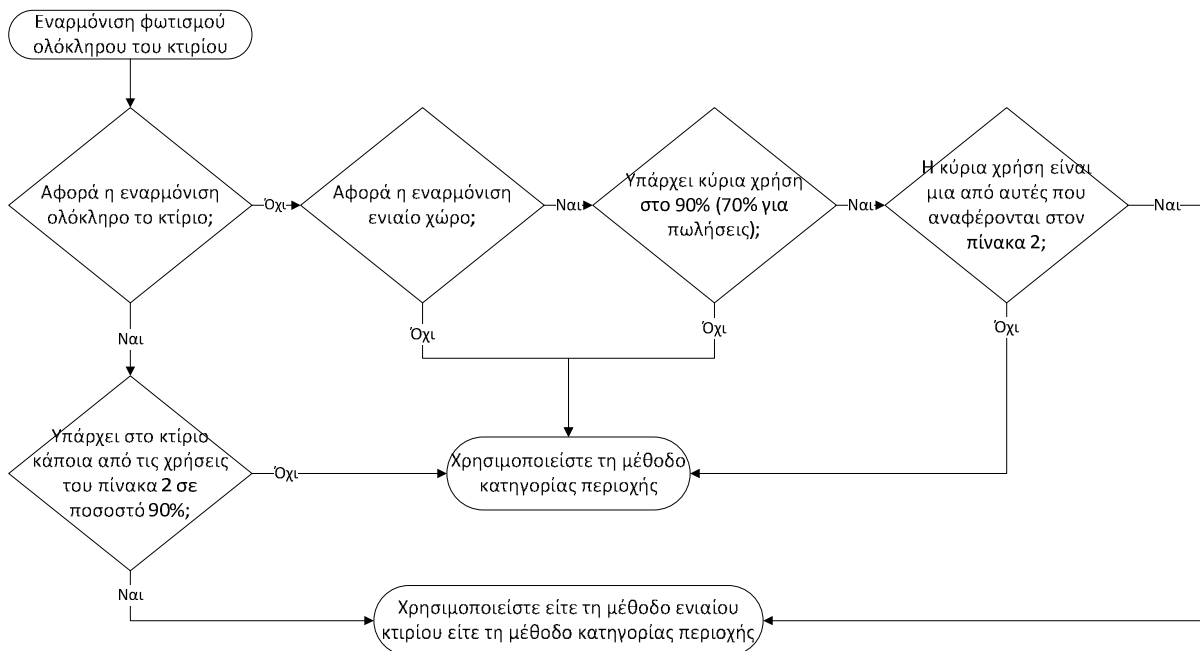 Εναρμόνιση φωτισμού
ολόκληρου του κτιρίου
Αφορά η εναρμόνιση
ολόκληρο το κτίριο;
Όχι
Αφορά η εναρμόνιση
ενιαίο χώρο;
Ναι
Υπάρχει κύρια χρήση
στο 90% (70% για
πωλήσεις);
Ναι
Η κύρια χρήση είναι
μια από αυτές που
αναφέρονται στον
πίνακα 2;
Ναι
Ναι
Όχι
Όχι
Όχι
Υπάρχει στο κτίριο
κάποια από τις χρήσεις
του πίνακα 2 σε
ποσοστό 90%;
Όχι
Χρησιμοποιείστε τη μέθοδο
κατηγορίας περιοχής
Ναι
Χρησιμοποιείστε είτε τη μέθοδο ενιαίου
κτιρίου είτε τη μέθοδο κατηγορίας περιοχής